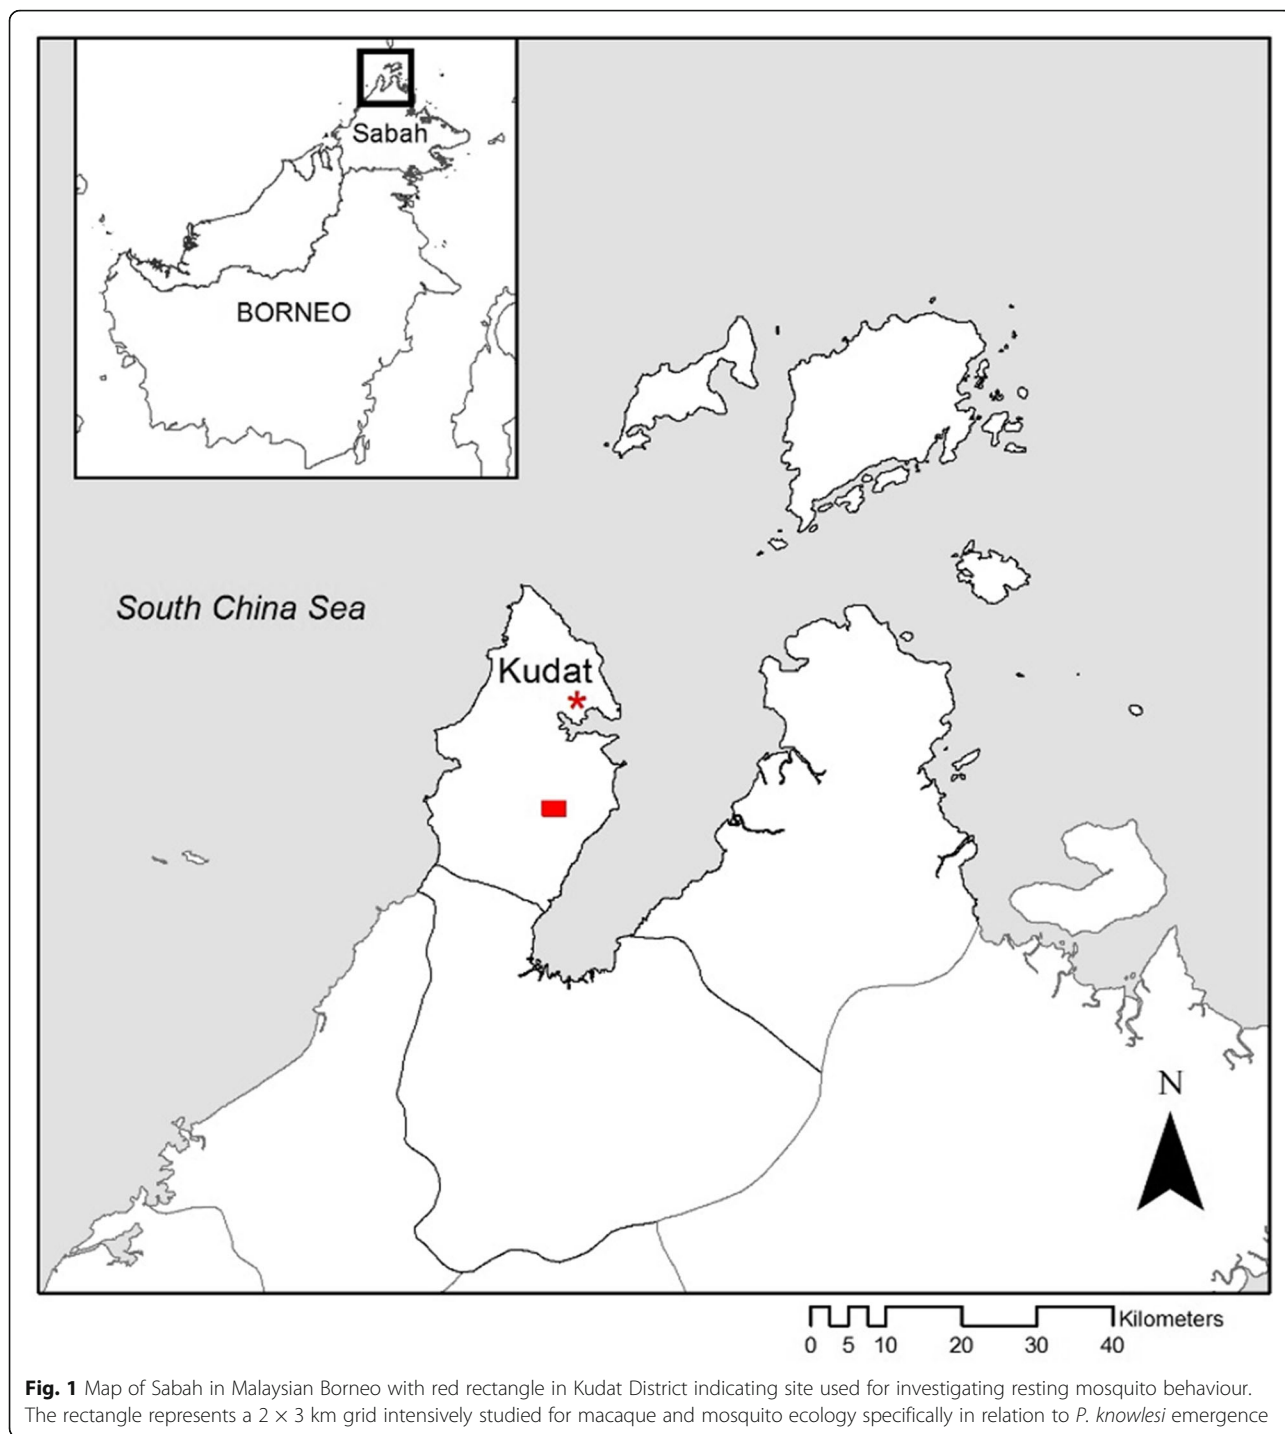 Sabah
BORNEO
South China Sea
Kudat
*
N
Kilometers
0 5 10 20 30 40
Fig. 1 Map of Sabah in Malaysian Borneo with red rectangle in Kudat District indicating site used for investigating resting mosquito behaviour.
The rectangle represents a 2 × 3 km grid intensively studied for macaque and mosquito ecology specifically in relation to P. knowlesi emergence